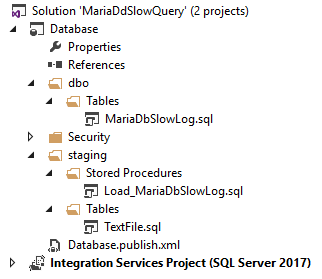 Solution 'MariaDdSlowQuery' (2 projects)
Database
Properties
References
dbo
Tables
MariaDbSlowLog.sql
Security
staging
Stored Procedures
Load_MariaDbSlowLog.sql
Tables
TextFile.sql
Database.publish.xml
Integration Services Project (SQL Server 2017)